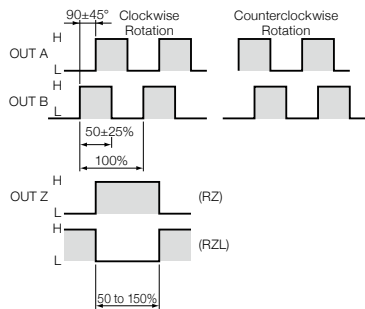 90±45°
Clockwise
Rotation
Counterclockwise
Rotation
H
OUT A
L
H
OUT B
L
50±25%
100%
H
OUT Z
L
(RZ)
H
(RZL)
L
50 to 150%